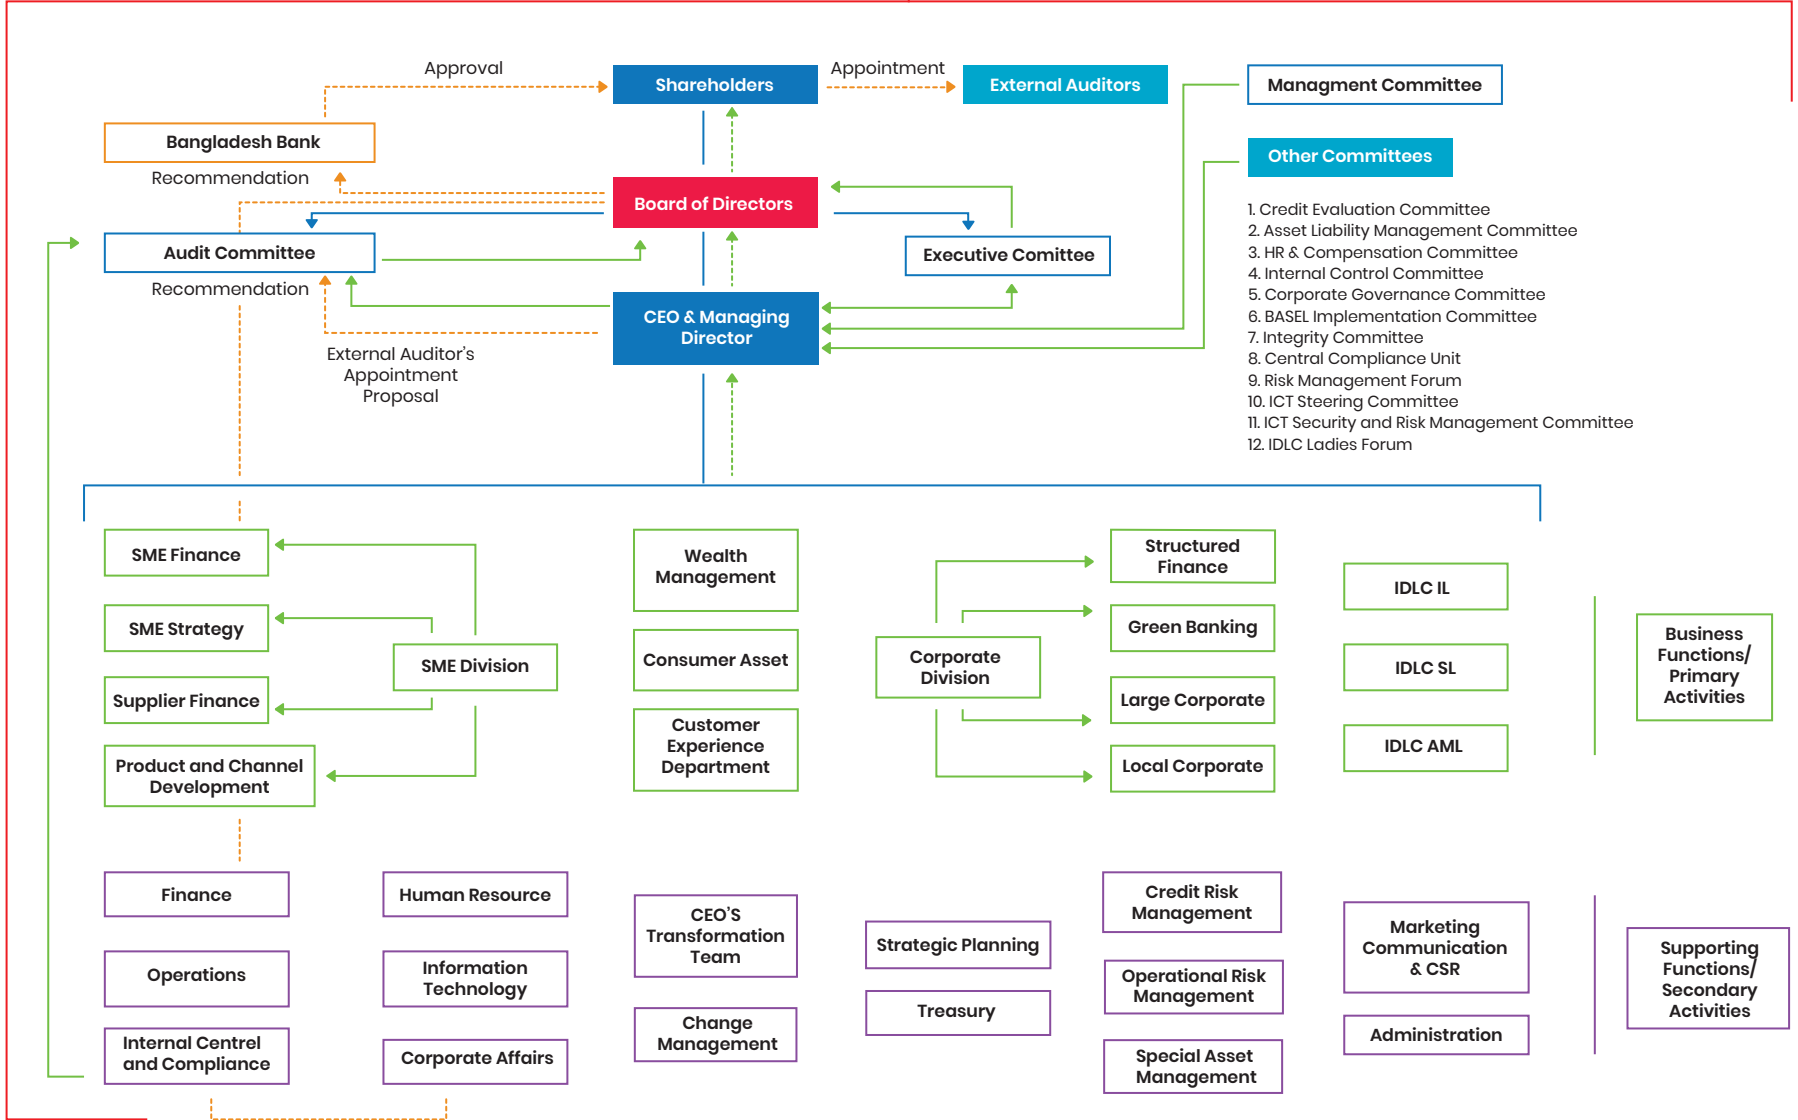 Approval
Shareholders
Appointment
External Auditors
Managment Committee
Bangladesh Bank
Recommendation
Other Committees
Board of Directors
1. Credit Evaluation Committee
2. Asset Liability Management Committee
3. HR & Compensation Committee
4. Internal Control Committee
5. Corporate Governance Committee
6. BASEL Implementation Committee
7. Integrity Committee
8. Central Compliance Unit
9. Risk Management Forum
10. ICT Steering Committee
11. ICT Security and Risk Management Committee
12. IDLC Ladies Forum
Audit Committee
Recommendation
Executive Comittee
CEO & Managing
Director
External Auditor's
Appointment
Proposal
SME Finance
SME Strategy
Supplier Finance
Product and Channel
Development
SME Division
Wealth
Management
Consumer Asset
Customer
Experience
Department
Corporate
Division
Structured
Finance
Green Banking
Large Corporate
Local Corporate
IDLC IL
IDLC SL
IDLC AML
Business
Functions/
Primary
Activities
Finance
Operations
Internal Centrel
and Compliance
Human Resource
Information
Technology
Corporate Affairs
CEO'S
Transformation
Team
Change
Management
Strategic Planning
Treasury
Credit Risk
Management
Operational Risk
Management
Special Asset
Management
Marketing
Communication
& CSR
Administration
Supporting
Functions/
Secondary
Activities